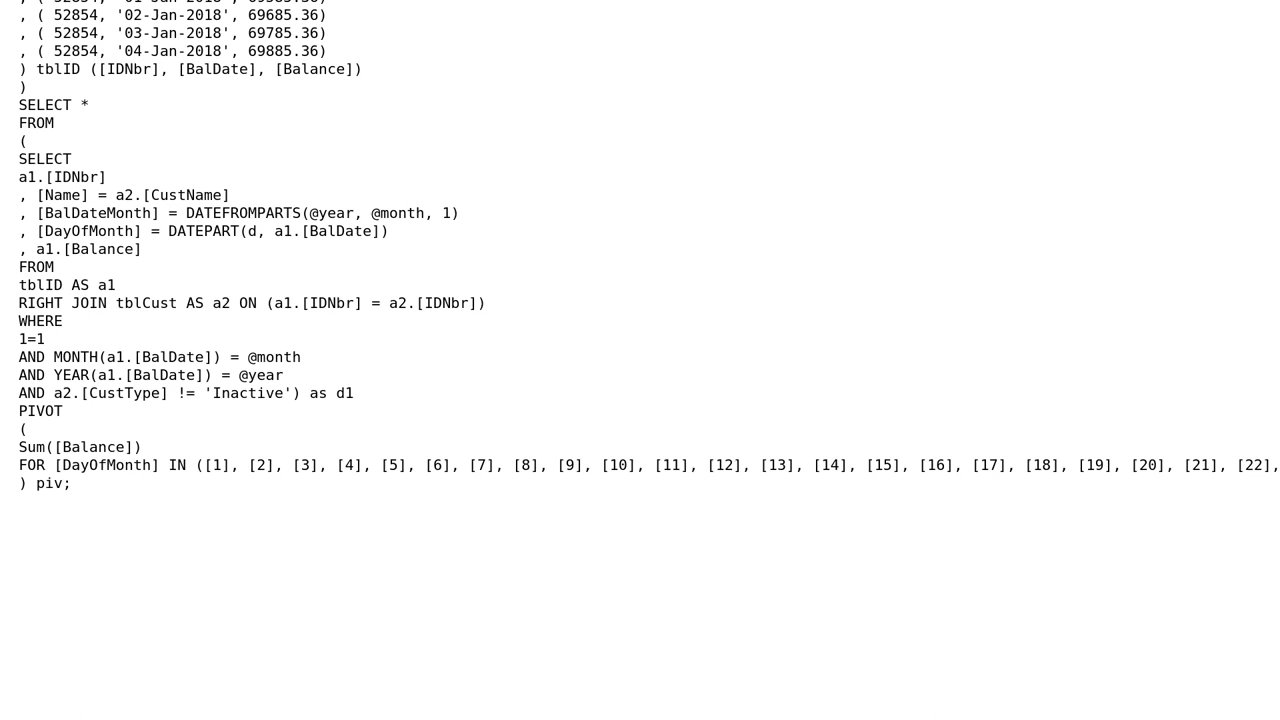 , ( 52854, '02-Jan-2018', 69685.36)
, ( 52854, '03-Jan-2018', 69785.36)
, ( 52854, '04-Jan-2018', 69885.36)
) tblID ([IDNbr], [BalDate], [Balance])
)
SELECT *
FROM
(
SELECT
a1.[IDNbr]
, [Name] = a2.[CustName]
, [BalDateMonth] = DATEFROMPARTS(@year, @month, 1)
, [DayOfMonth] = DATEPART(d, a1.[BalDate])
, a1.[Balance]
FROM
tblID AS a1
RIGHT JOIN tblCust AS a2 ON (a1.[IDNbr] = a2.[IDNbr])
WHERE
1=1
AND MONTH(a1.[BalDate]) = @month
AND YEAR(a1.[BalDate]) = @year
AND a2.[CustType] != 'Inactive') as d1
PIVOT
(
Sum([Balance])
FOR [DayOfMonth] IN ([1], [2], [3], [4], [5], [6], [7], [8], [9], [10], [11], [12], [13], [14], [15], [16], [17], [18], [19], [20], [21], [22],
) piv;